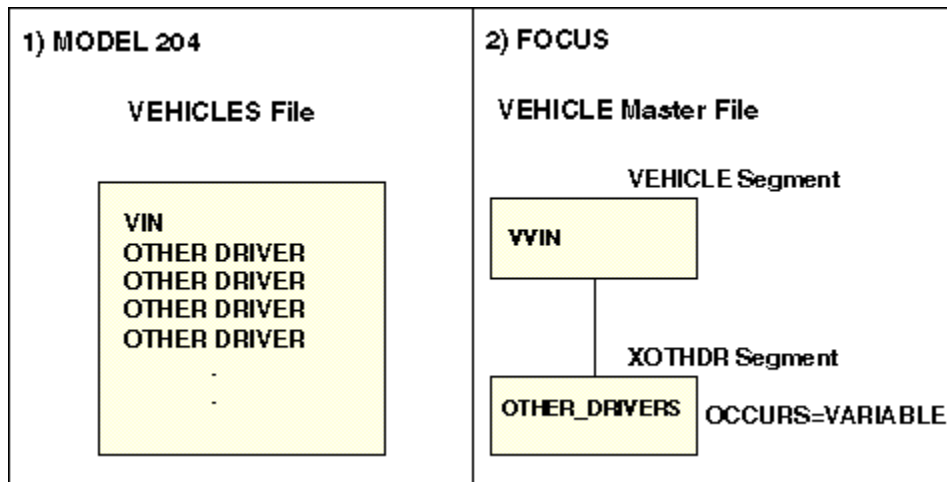 1) MODEL 204
VEHICLES File
VIN
OTHER DRIVER
OTHER DRIVER
OTHER DRIVER
OTHER DRIVER
.
.
2) FOCUS
VEHICLE Master File
VEHICLE Segment
VVIN
XOTHDR Segment
OTHER_DRIVERS OCCURS=VARIABLE